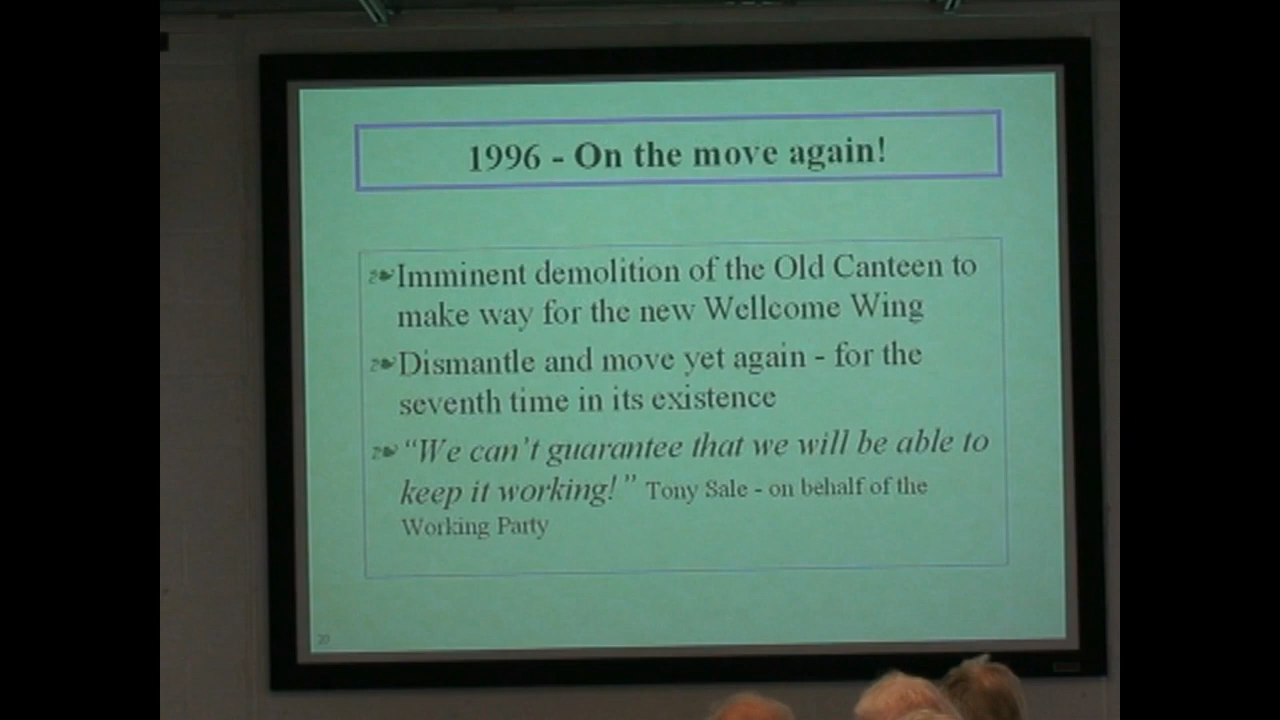 1996 - On the move again!
Imminent demolition of the Old Canteen to
make way for the new Wellcome Wing
Dismantle and move yet again - for the
seventh time in its existence
“We can’t guarantee that we will be able to
keep it working!” Tony Sale - on behalf of the
Working Party
20